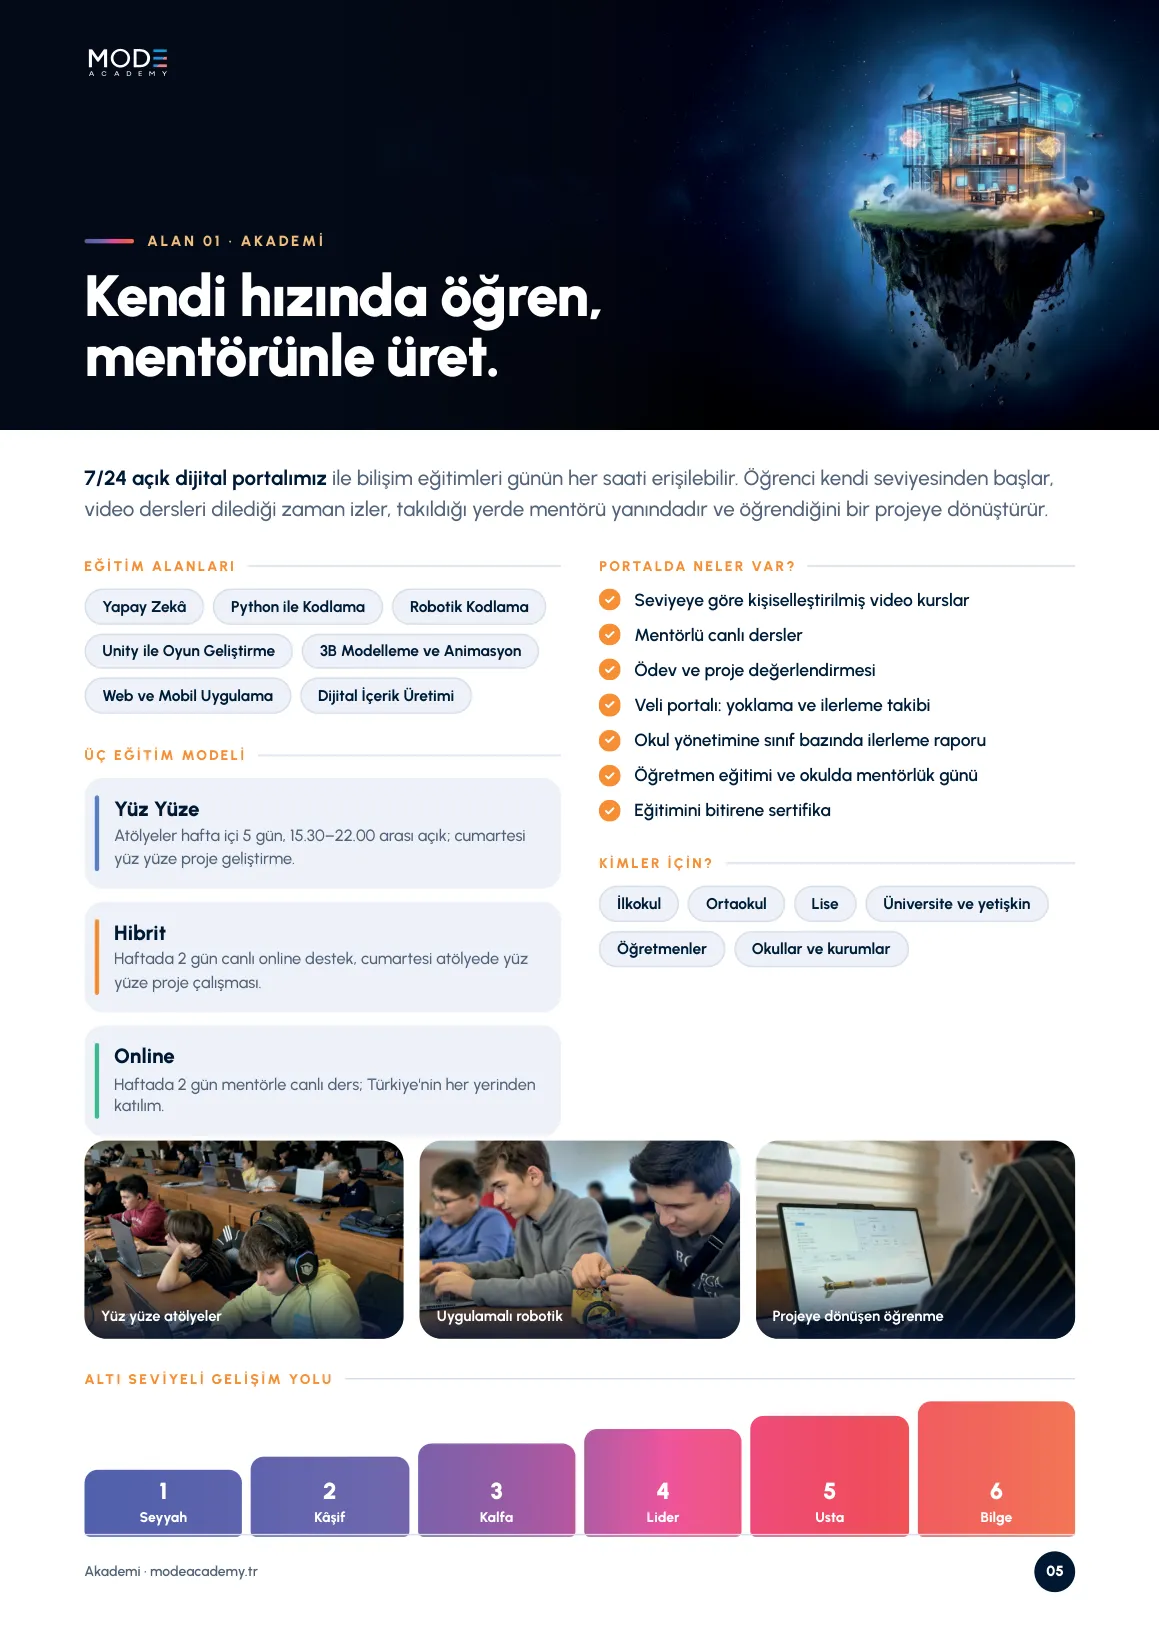 MODE
ACADEMY
ALAN 01 · AKADEMİ
Kendi hızında öğren,
mentörünle üret.
7/24 açık dijital portalımız ile bilişim eğitimleri günün her saati erişilebilir. Öğrenci kendi seviyesinden başlar,
video dersleri dilediği zaman izler, takıldığı yerde mentörü yanındadır ve öğrendiğini bir projeye dönüştürür.
EĞİTİM ALANLARI
Yapay Zekâ
Python ile Kodlama
Robotik Kodlama
Unity ile Oyun Geliştirme
3B Modelleme ve Animasyon
Web ve Mobil Uygulama
Dijital İçerik Üretimi
ÜÇ EĞİTİM MODELİ
Yüz Yüze
Atölyeler hafta içi 5 gün, 15.30–22.00 arası açık; cumartesi
yüz yüze proje geliştirme.
Hibrit
Haftada 2 gün canlı online destek, cumartesi atölyede yüz
yüze proje çalışması.
Online
Haftada 2 gün mentörle canlı ders; Türkiye'nin her yerinden
katılım.
PORTALDA NELER VAR?
Seviyeye göre kişiselleştirilmiş video kurslar
Mentörlü canlı dersler
Ödev ve proje değerlendirmesi
Veli portalı: yoklama ve ilerleme takibi
Okul yönetimine sınıf bazında ilerleme raporu
Öğretmen eğitimi ve okulda mentörlük günü
Eğitimini bitirene sertifika
KİMLER İÇİN?
İlkokul
Ortaokul
Lise
Üniversite ve yetişkin
Öğretmenler
Okullar ve kurumlar
Yüz yüze atölyeler
Uygulamalı robotik
Projeye dönüşen öğrenme
ALTI SEVİYELİ GELİŞİM YOLU
1
Seyyah
2
Kâşif
3
Kalfa
4
Lider
5
Usta
6
Bilge
Akademi · modeacademy.tr
05